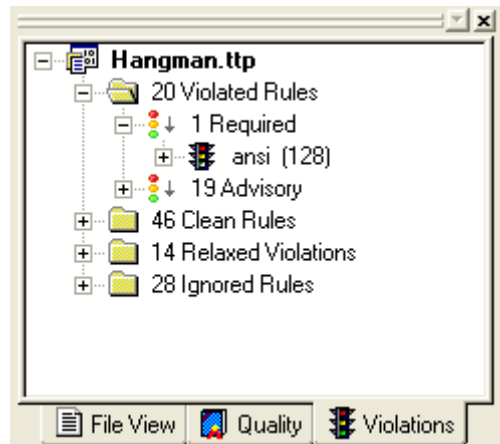 Hangman.ttp
20 Violated Rules
1 Required
ansi (128)
19 Advisory
46 Clean Rules
14 Relaxed Violations
28 Ignored Rules
File View Quality Violations